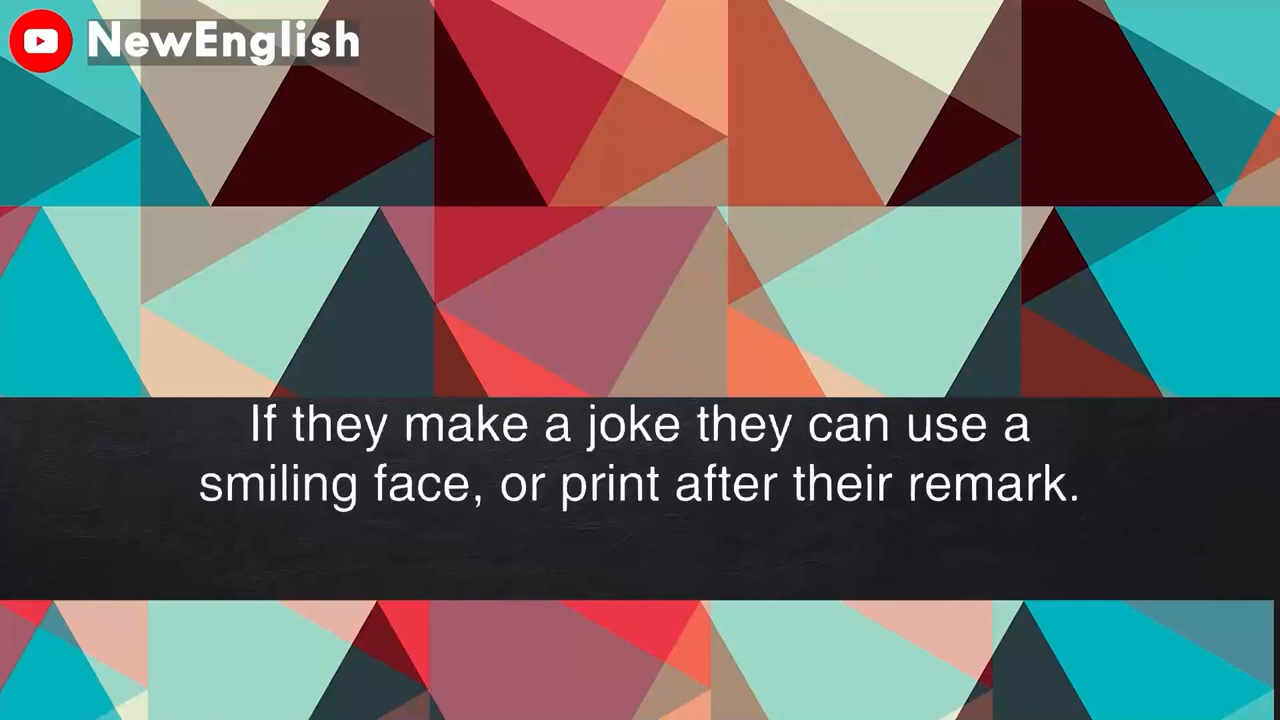 NewEnglish
If they make a joke they can use a
smiling face, or print after their remark.